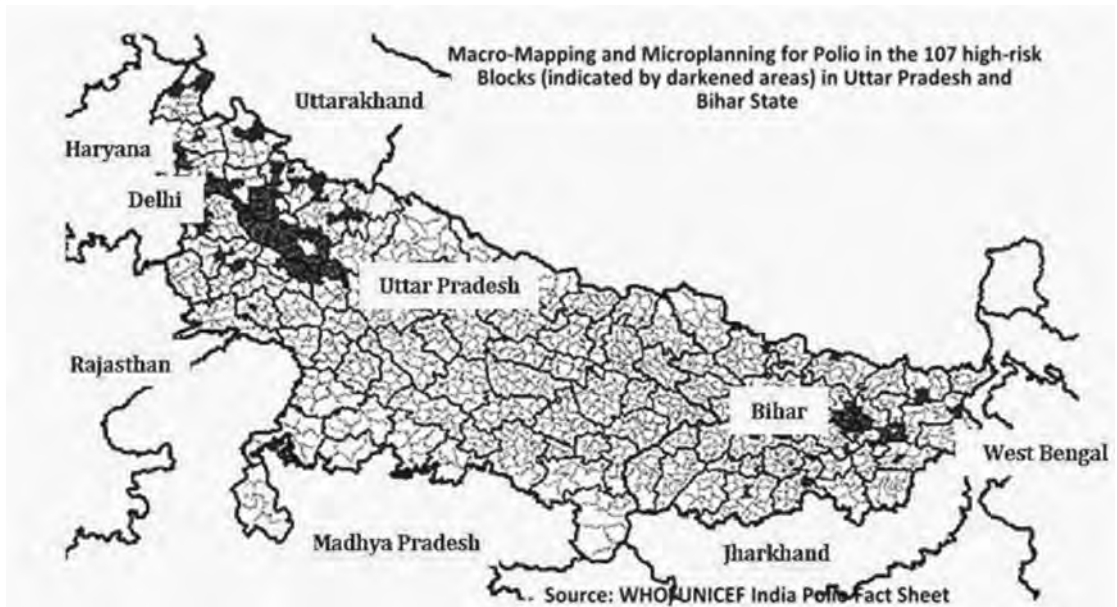 Macro-Mapping and Microplanning for Polio in the 107 high-risk
Blocks (indicated by darkened areas) in Uttar Pradesh and
Bihar State
Uttarakhand
Haryana
Delhi
Uttar Pradesh
Rajasthan
Bihar
West Bengal
Madhya Pradesh
Jharkhand
Source: WHO/UNICEF India Polio Fact Sheet